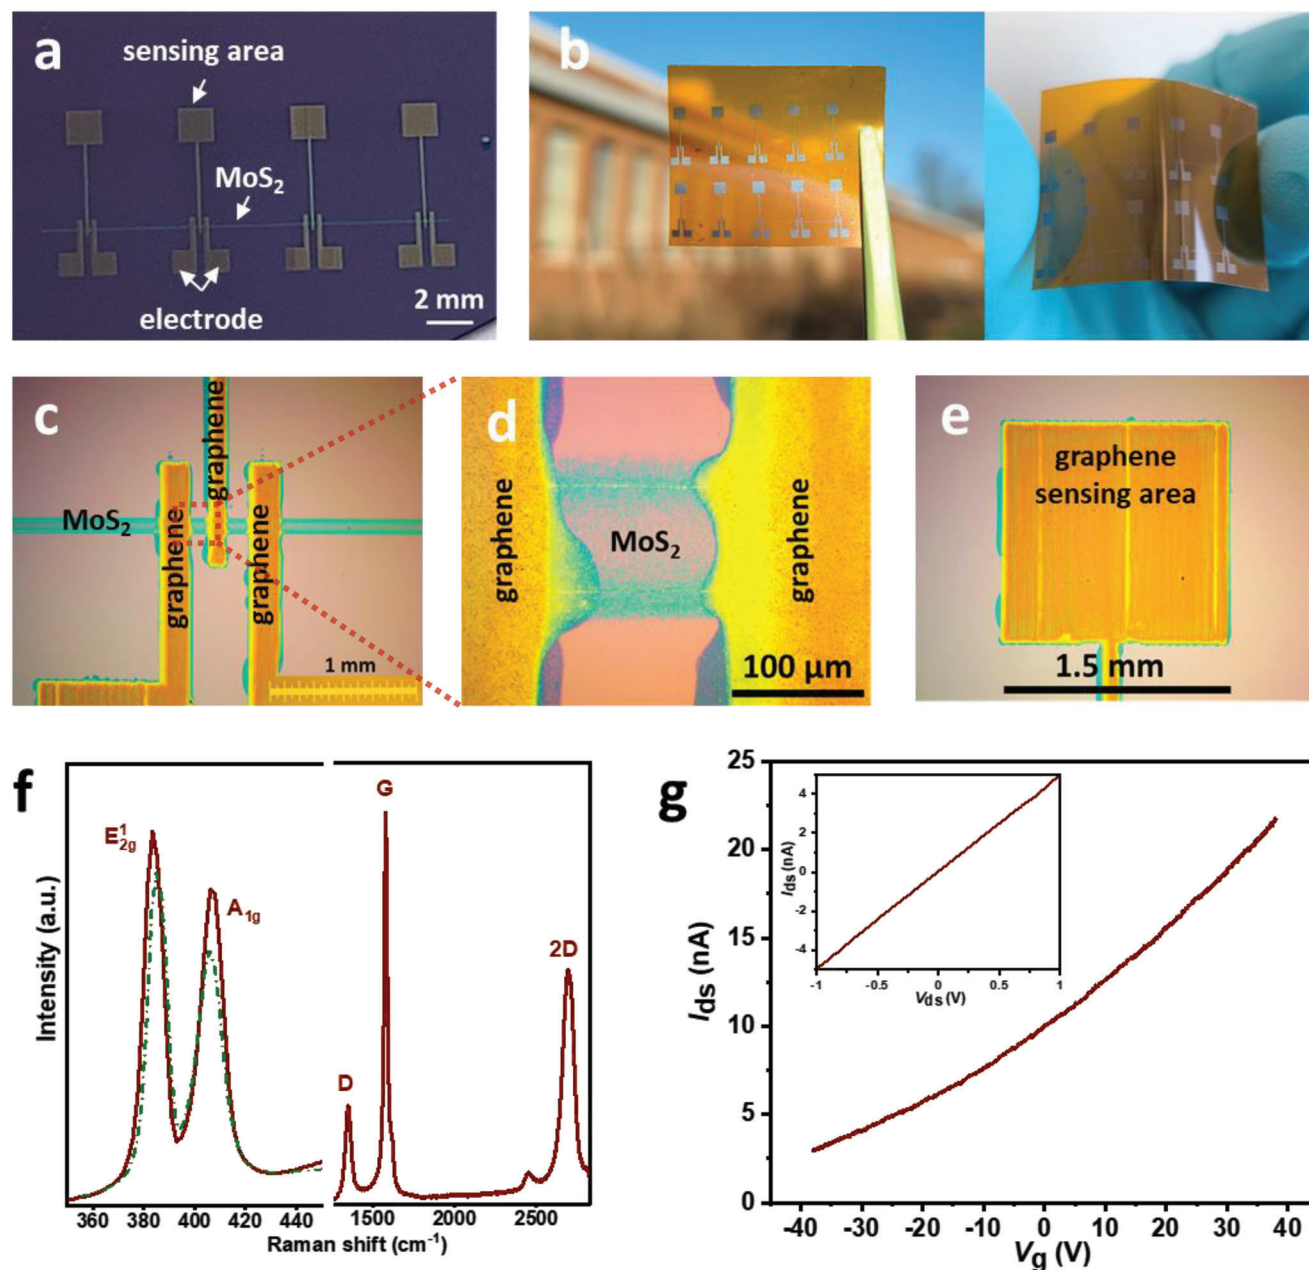 a
sensing area
MoS₂
electrode
2 mm
b
c
graphene
MoS₂
graphene
graphene
1 mm
d
graphene
MoS₂
graphene
100 µm
e
graphene
sensing area
1.5 mm
f
E¹₂g
A₁g
D
G
2D
Intensity (a.u.)
360 380 400 420 440 1500 2000 2500
Raman shift (cm⁻¹)
g
25
20
15
10
5
0
Ids (nA)
-40 -30 -20 -10 0 10 20 30 40
Vg (V)
4
2
0
-2
-4
Ids (nA)
-1 -0.5 0 0.5 1
Vds (V)